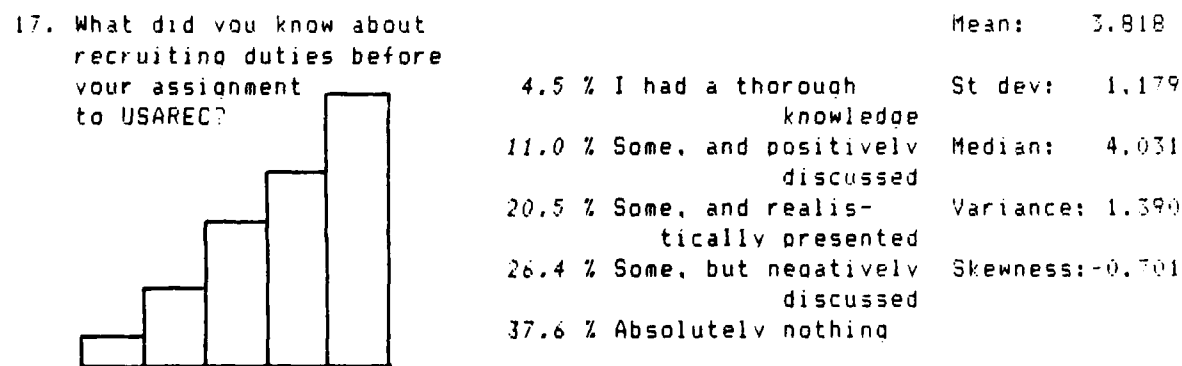 17. What did you know about
recruiting duties before
your assignment
to USAREC?
4.5 % I had a thorough
knowledge
11.0 % Some, and positively
discussed
20.5 % Some, and realis-
tically presented
26.4 % Some, but negatively
discussed
37.6 % Absolutely nothing
Mean: 3.818
St dev: 1.179
Median: 4.031
Variance: 1.390
Skewness:-0.701